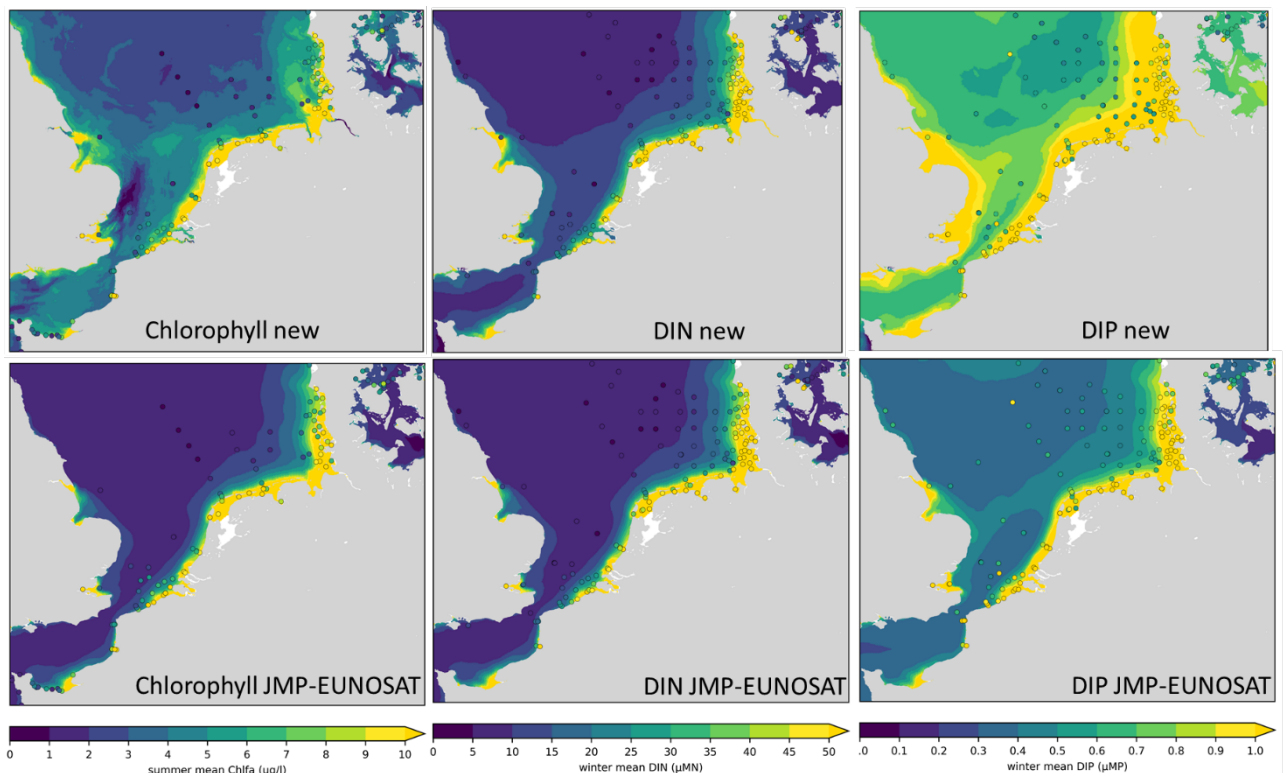 Chlorophyll new
DIN new
DIP new
Chlorophyll JMP-EUNOSAT
DIN JMP-EUNOSAT
DIP JMP-EUNOSAT
0 1 2 3 4 5 6 7 8 9 10
summer mean Chlfa (ug/l)
0 5 10 15 20 25 30 35 40 45 50
winter mean DIN (µMN)
.0 0.1 0.2 0.3 0.4 0.5 0.6 0.7 0.8 0.9 1.0
winter mean DIP (µMP)